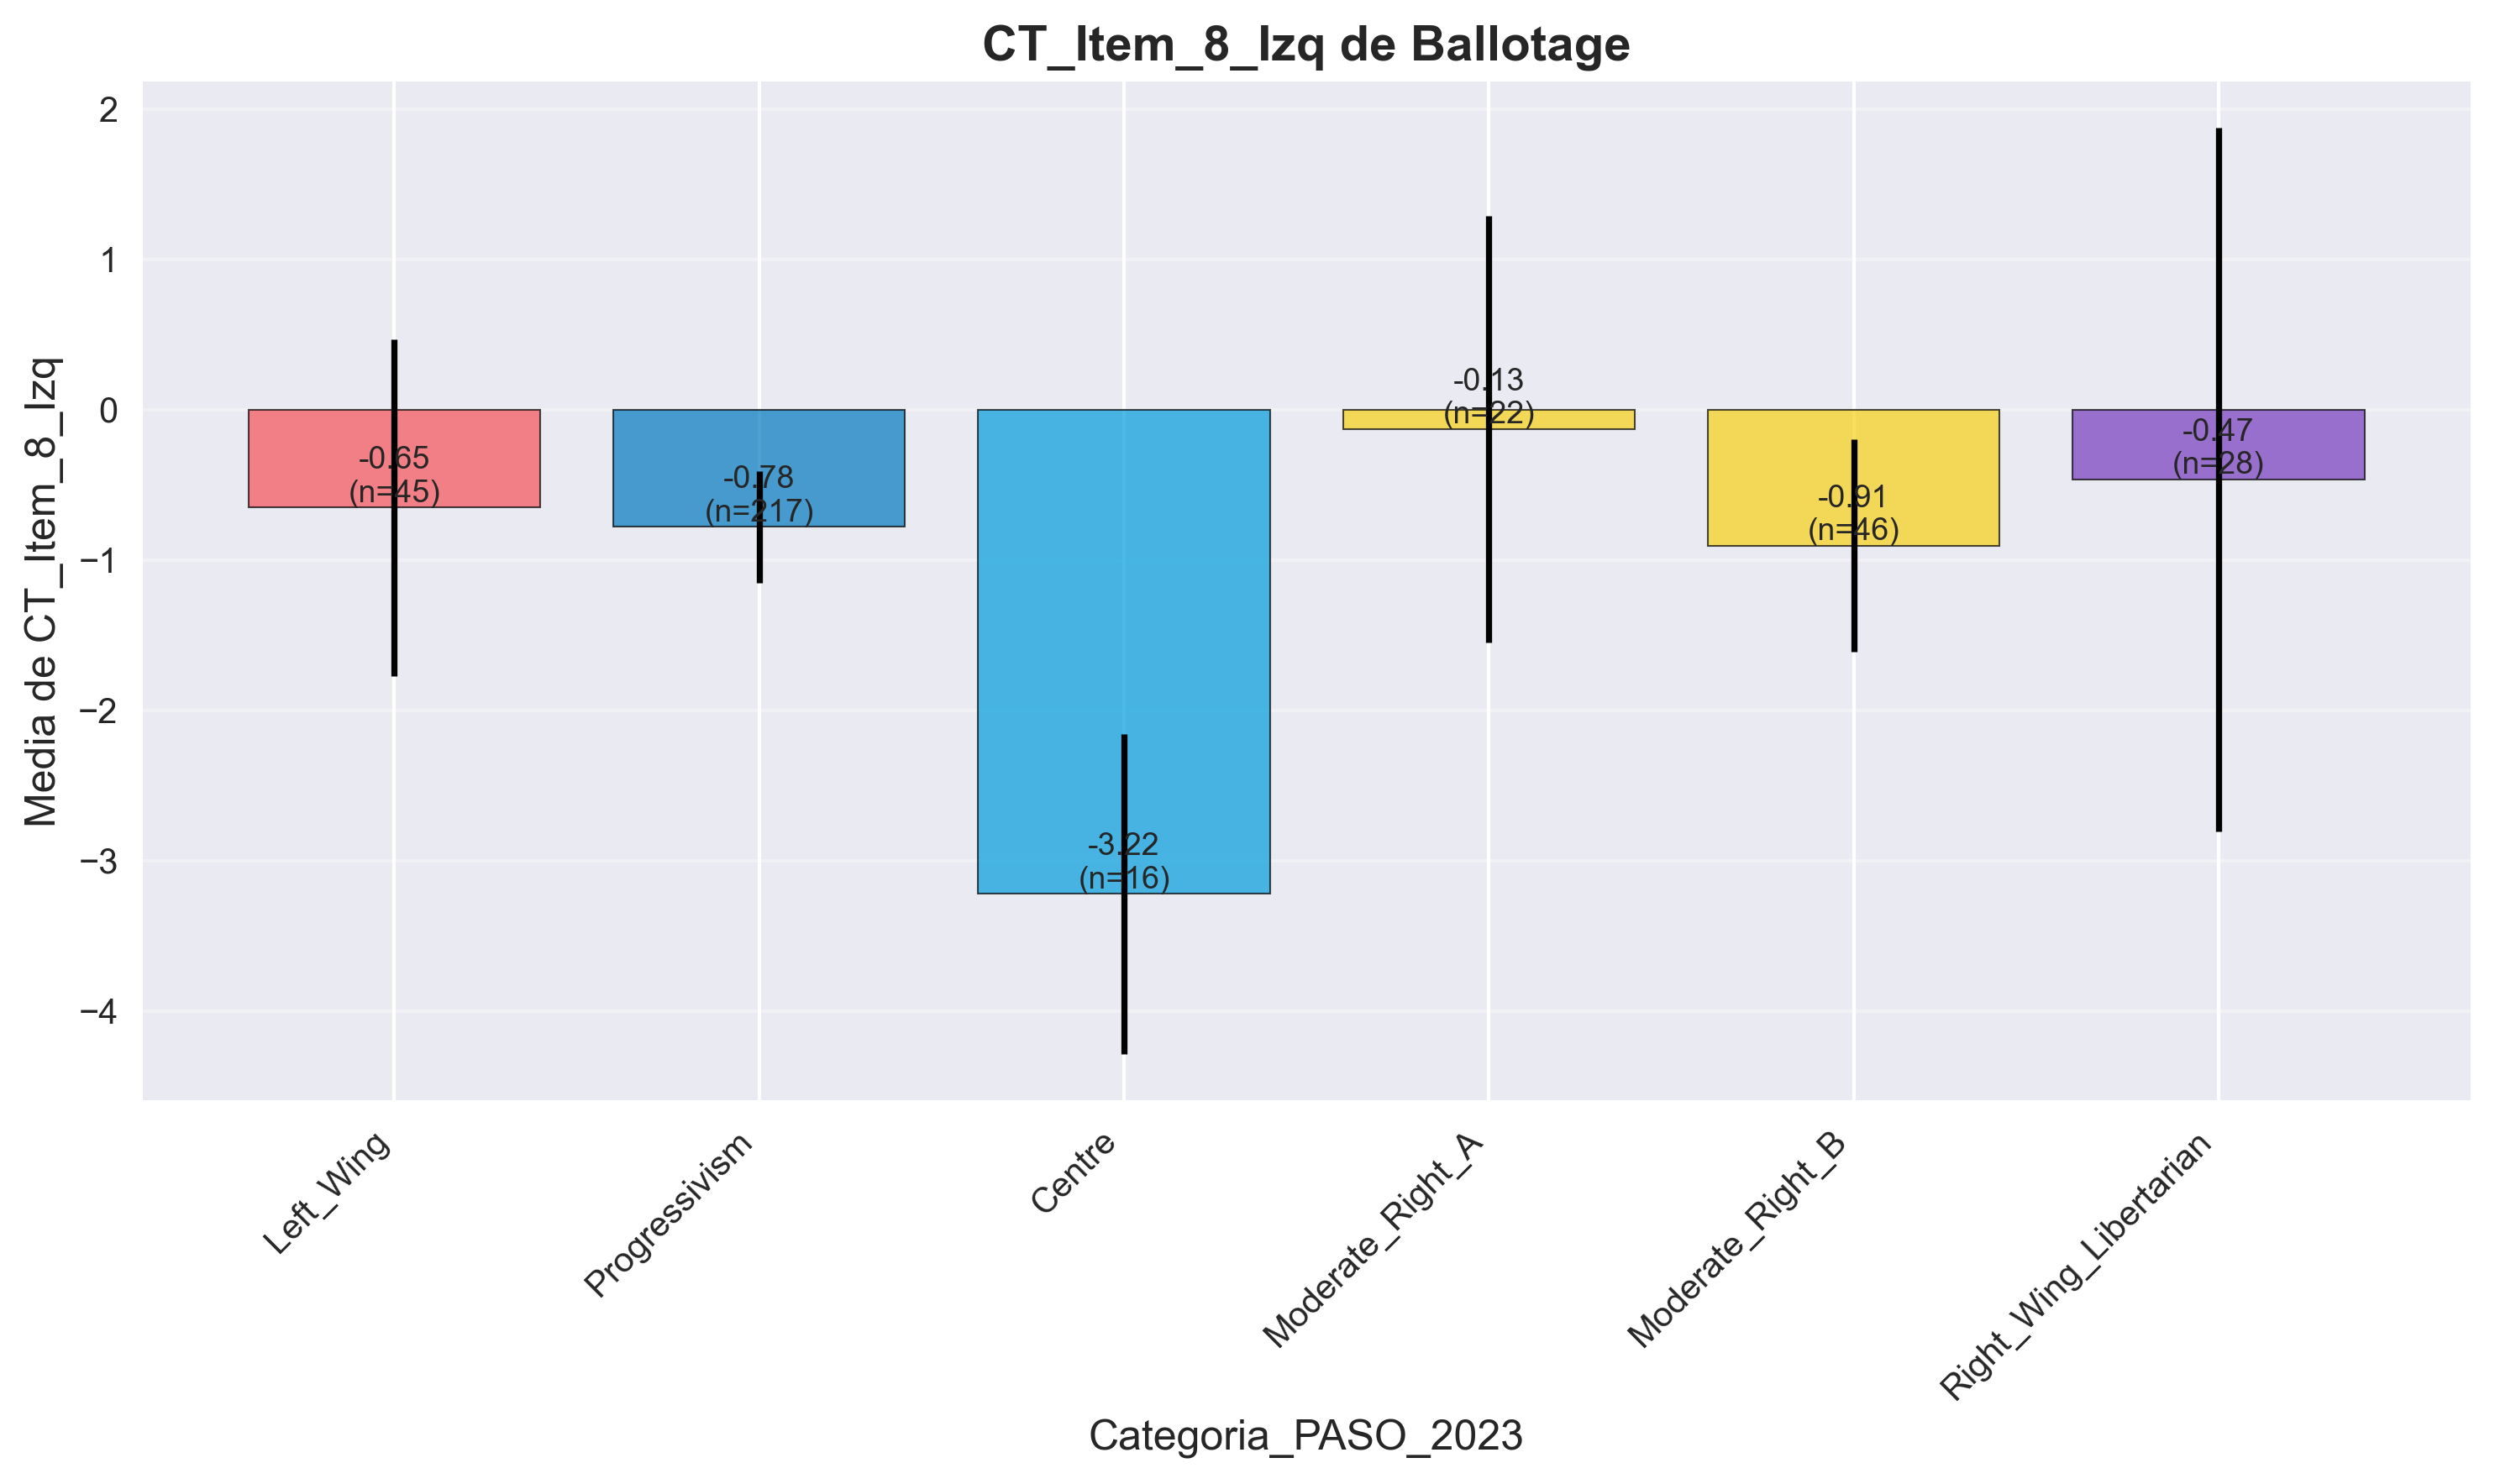 CT_Item_8_Izq de Ballotage
Media de CT_Item_8_Izq
2
1
0
−1
−2
−3
−4
-0.65
(n=45)
-0.78
(n=217)
-3.22
(n=16)
-0.13
(n=22)
-0.91
(n=46)
-0.47
(n=28)
Left_Wing
Progressivism
Centre
Moderate_Right_A
Moderate_Right_B
Right_Wing_Libertarian
Categoria_PASO_2023